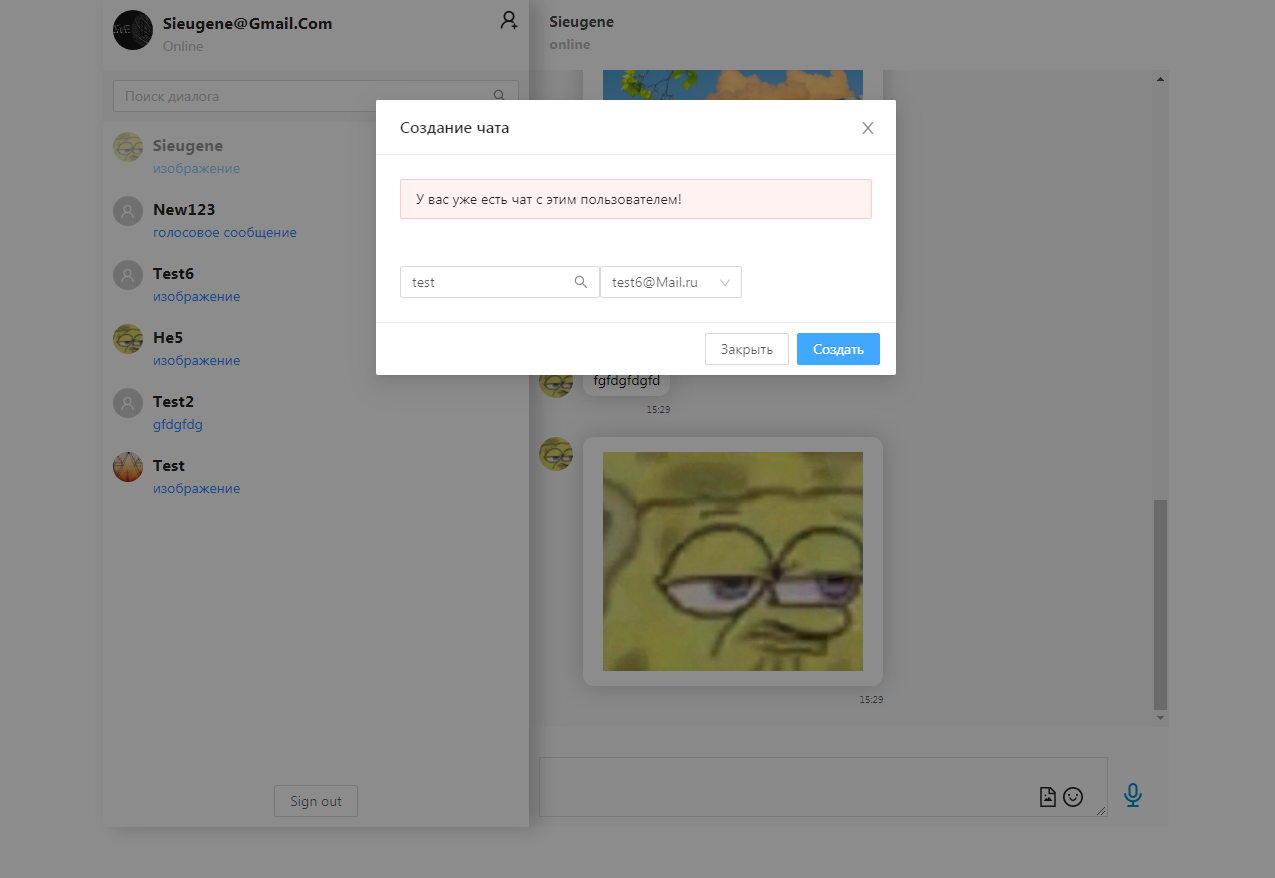 Sieugene@Gmail.Com
Online
Поиск диалога
Sieugene
изображение
New123
голосовое сообщение
Test6
изображение
He5
изображение
Test2
gfdgfdg
Test
изображение
Sign out
Sieugene
online
Создание чата
У вас уже есть чат с этим пользователем!
test
test6@Mail.ru
Закрыть
Создать
fgfdgfdgfd
15:29
15:29